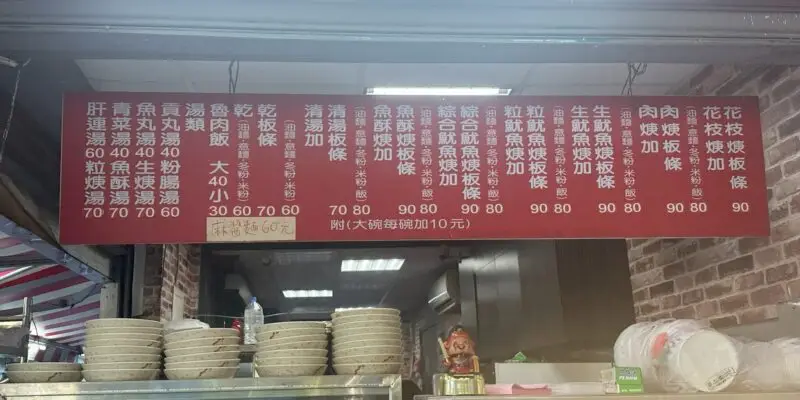 花枝焿板條 90
花枝焿加(油麵·意麵·冬粉·米粉·飯) 80
肉焿板條 90
肉焿加(油麵·意麵·冬粉·米粉·飯) 80
生魷魚焿板條 90
生魷魚焿加(油麵·意麵·冬粉·米粉·飯) 80
粒魷魚焿板條 90
粒魷魚焿加(油麵·意麵·冬粉·米粉·飯) 80
綜合魷魚焿板條 90
綜合魷魚焿加(油麵·意麵·冬粉·米粉·飯) 80
魚酥焿板條 90
魚酥焿加(油麵·意麵·冬粉·米粉·飯) 80
清湯板條 70
清湯加(油麵·意麵·冬粉·米粉) 60
乾板條 70
乾(油麵·意麵·冬粉·米粉) 60
魯肉飯 大40小30
湯類
貢丸湯40 粉腸湯60
魚丸湯40 生焿湯70
青菜湯40 魚酥湯70
肝連湯60 粒焿湯70
附(大碗每碗加10元)
麻醬麵60元